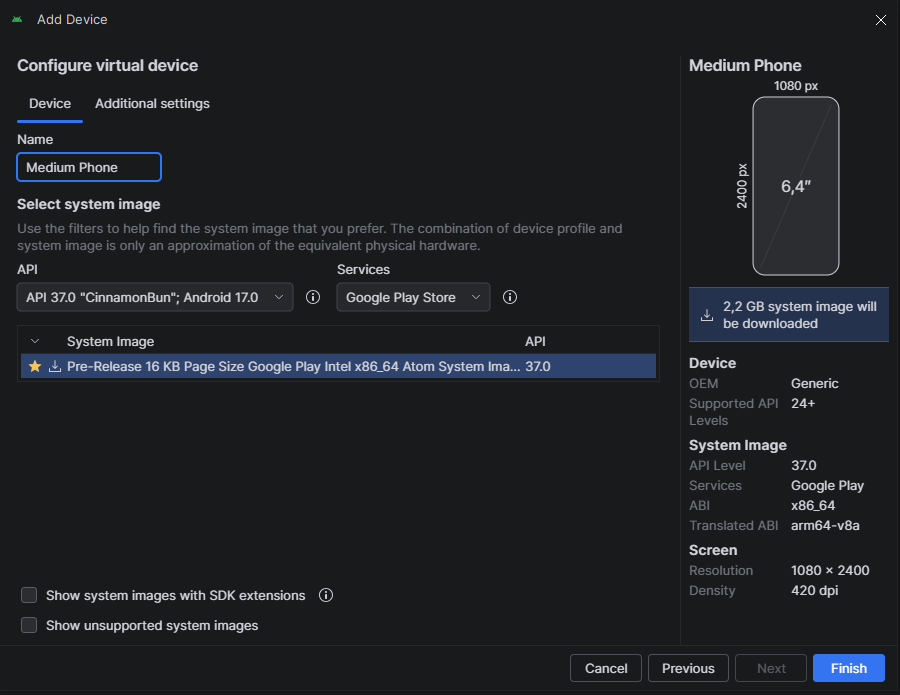 Add Device
Configure virtual device
Device Additional settings
Name
Medium Phone
Select system image
Use the filters to help find the system image that you prefer. The combination of device profile and
system image is only an approximation of the equivalent physical hardware.
API Services
API 37.0 "CinnamonBun"; Android 17.0 Google Play Store
System Image API
Pre-Release 16 KB Page Size Google Play Intel x86_64 Atom System Ima... 37.0
Show system images with SDK extensions
Show unsupported system images
Medium Phone
1080 px
2400 px
6,4”
2,2 GB system image will
be downloaded
Device
OEM Generic
Supported API 24+
Levels
System Image
API Level 37.0
Services Google Play
ABI x86_64
Translated ABI arm64-v8a
Screen
Resolution 1080 × 2400
Density 420 dpi
Cancel Previous Next Finish